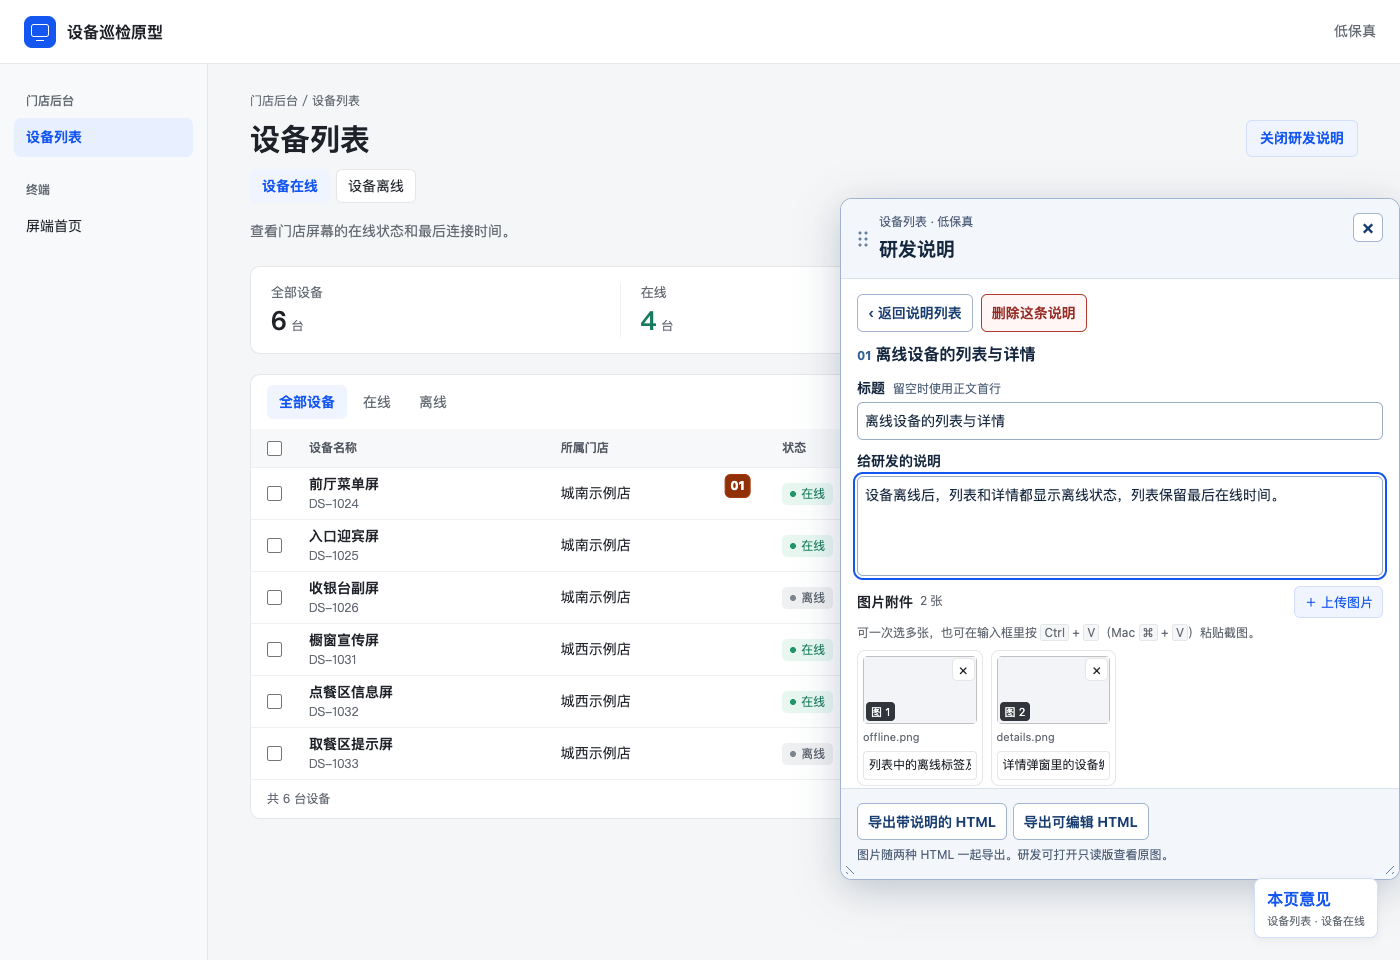 设备巡检原型
低保真
门店后台
设备列表
终端
屏端首页
门店后台 / 设备列表
设备列表
关闭研发说明
设备在线
设备离线
查看门店屏幕的在线状态和最后连接时间。
全部设备
6 台
在线
4 台
全部设备 在线 离线
设备名称 所属门店 状态
前厅菜单屏
DS-1024
城南示例店
01
在线
入口迎宾屏
DS-1025
城南示例店
在线
收银台副屏
DS-1026
城南示例店
离线
橱窗宣传屏
DS-1031
城西示例店
在线
点餐区信息屏
DS-1032
城西示例店
在线
取餐区提示屏
DS-1033
城西示例店
离线
共 6 台设备
设备列表 · 低保真
研发说明
‹ 返回说明列表
删除这条说明
01 离线设备的列表与详情
标题 留空时使用正文首行
离线设备的列表与详情
给研发的说明
设备离线后，列表和详情都显示离线状态，列表保留最后在线时间。
图片附件 2 张
＋ 上传图片
可一次选多张，也可在输入框里按 Ctrl + V （Mac ⌘ + V ）粘贴截图。
图 1
offline.png
列表中的离线标签及
图 2
details.png
详情弹窗里的设备
导出带说明的 HTML
导出可编辑 HTML
图片随两种 HTML 一起导出。研发可打开只读版查看原图。
本页意见
设备列表 · 设备在线